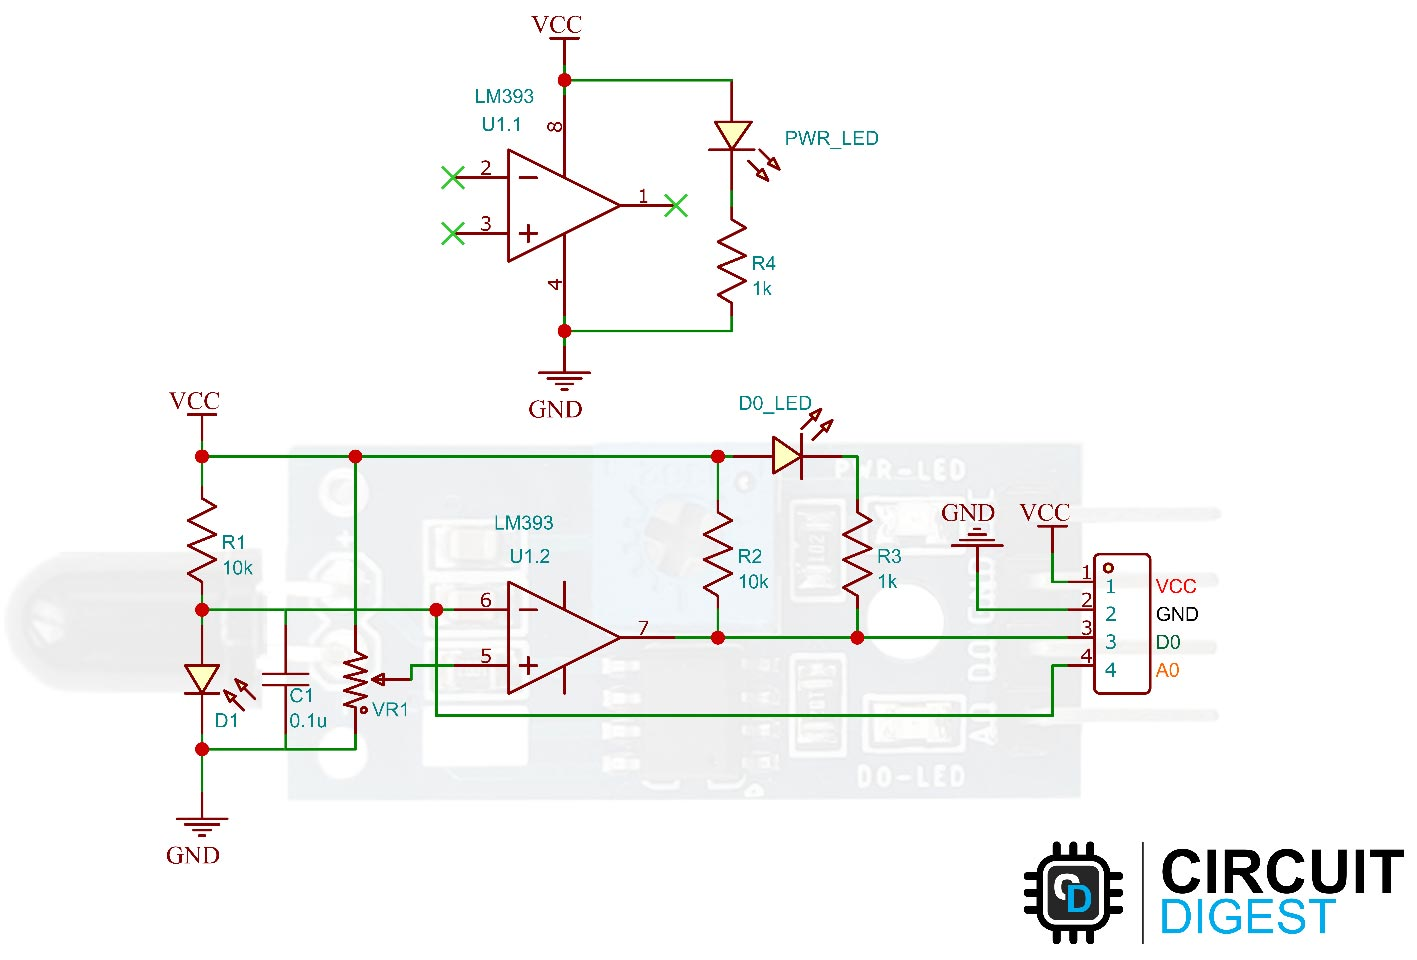 VCC
LM393
U1.1
8
2
3
1
4
PWR_LED
R4
1k
GND
VCC
D0_LED
PWR-LED
R1
10k
LM393
U1.2
6
5
7
R2
10k
R3
1k
D1
C1
0.1u
VR1
GND
GND
VCC
1 1 VCC
2 2 GND
3 3 D0
4 4 A0
DO-LED
CD
CIRCUIT
DIGEST